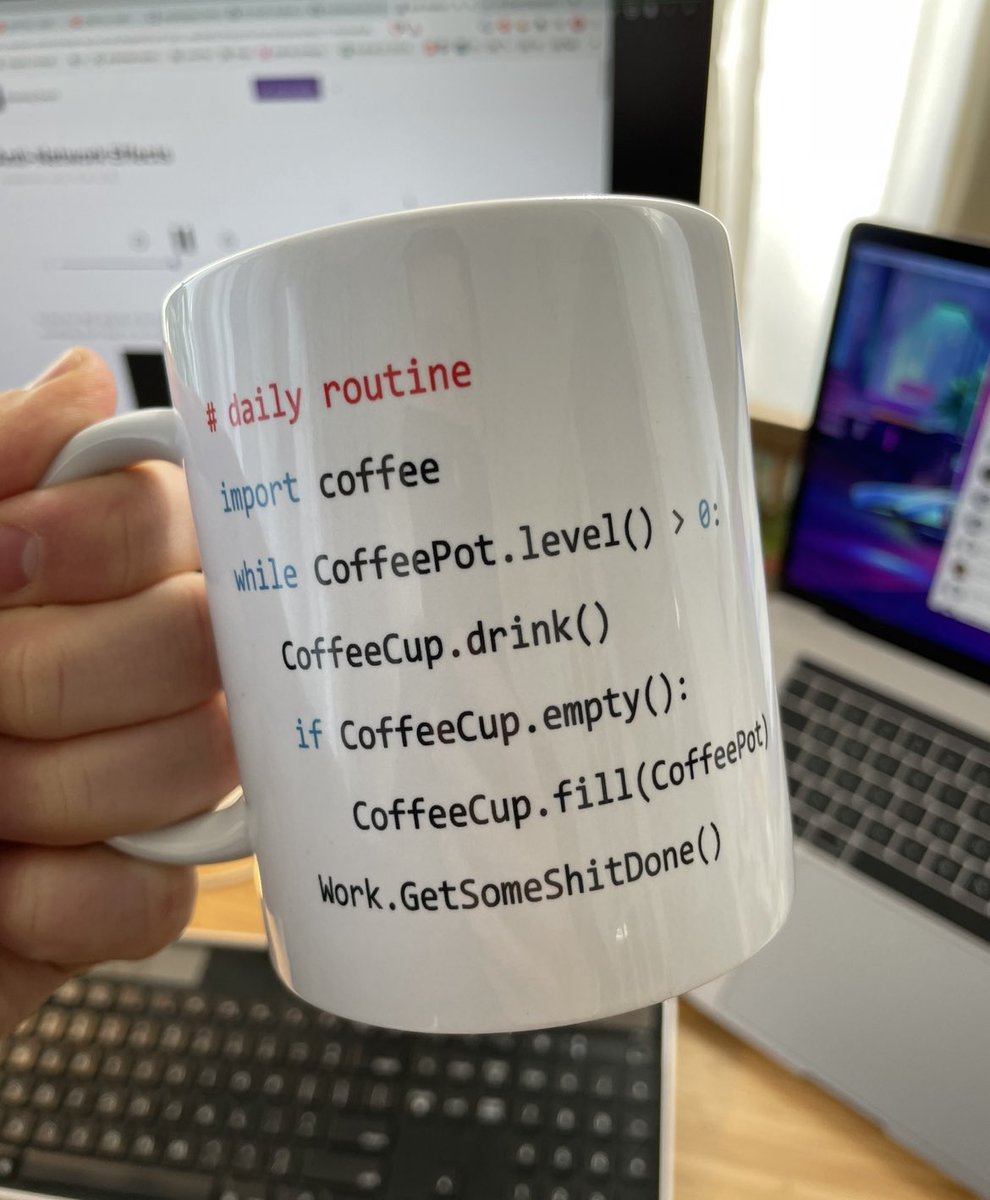 # daily routine
import coffee
while CoffeePot.level() > 0:
CoffeeCup.drink()
if CoffeeCup.empty():
CoffeeCup.fill(CoffeePot)
Work.GetSomeShitDone()